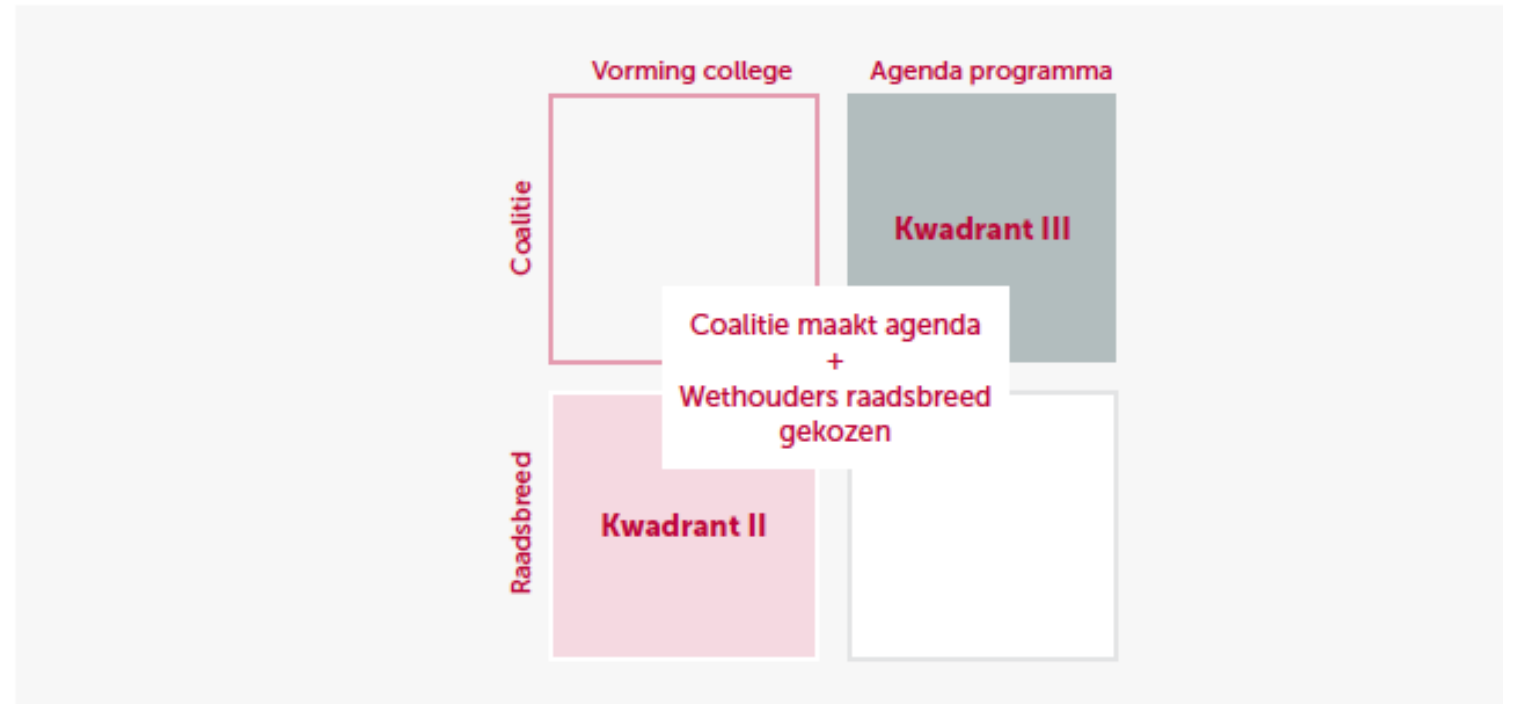 Vorming college
Agenda programma
Coalitie
Kwadrant III
Coalitie maakt agenda
+
Wethouders raadsbreed
gekozen
Raadsbreed
Kwadrant II